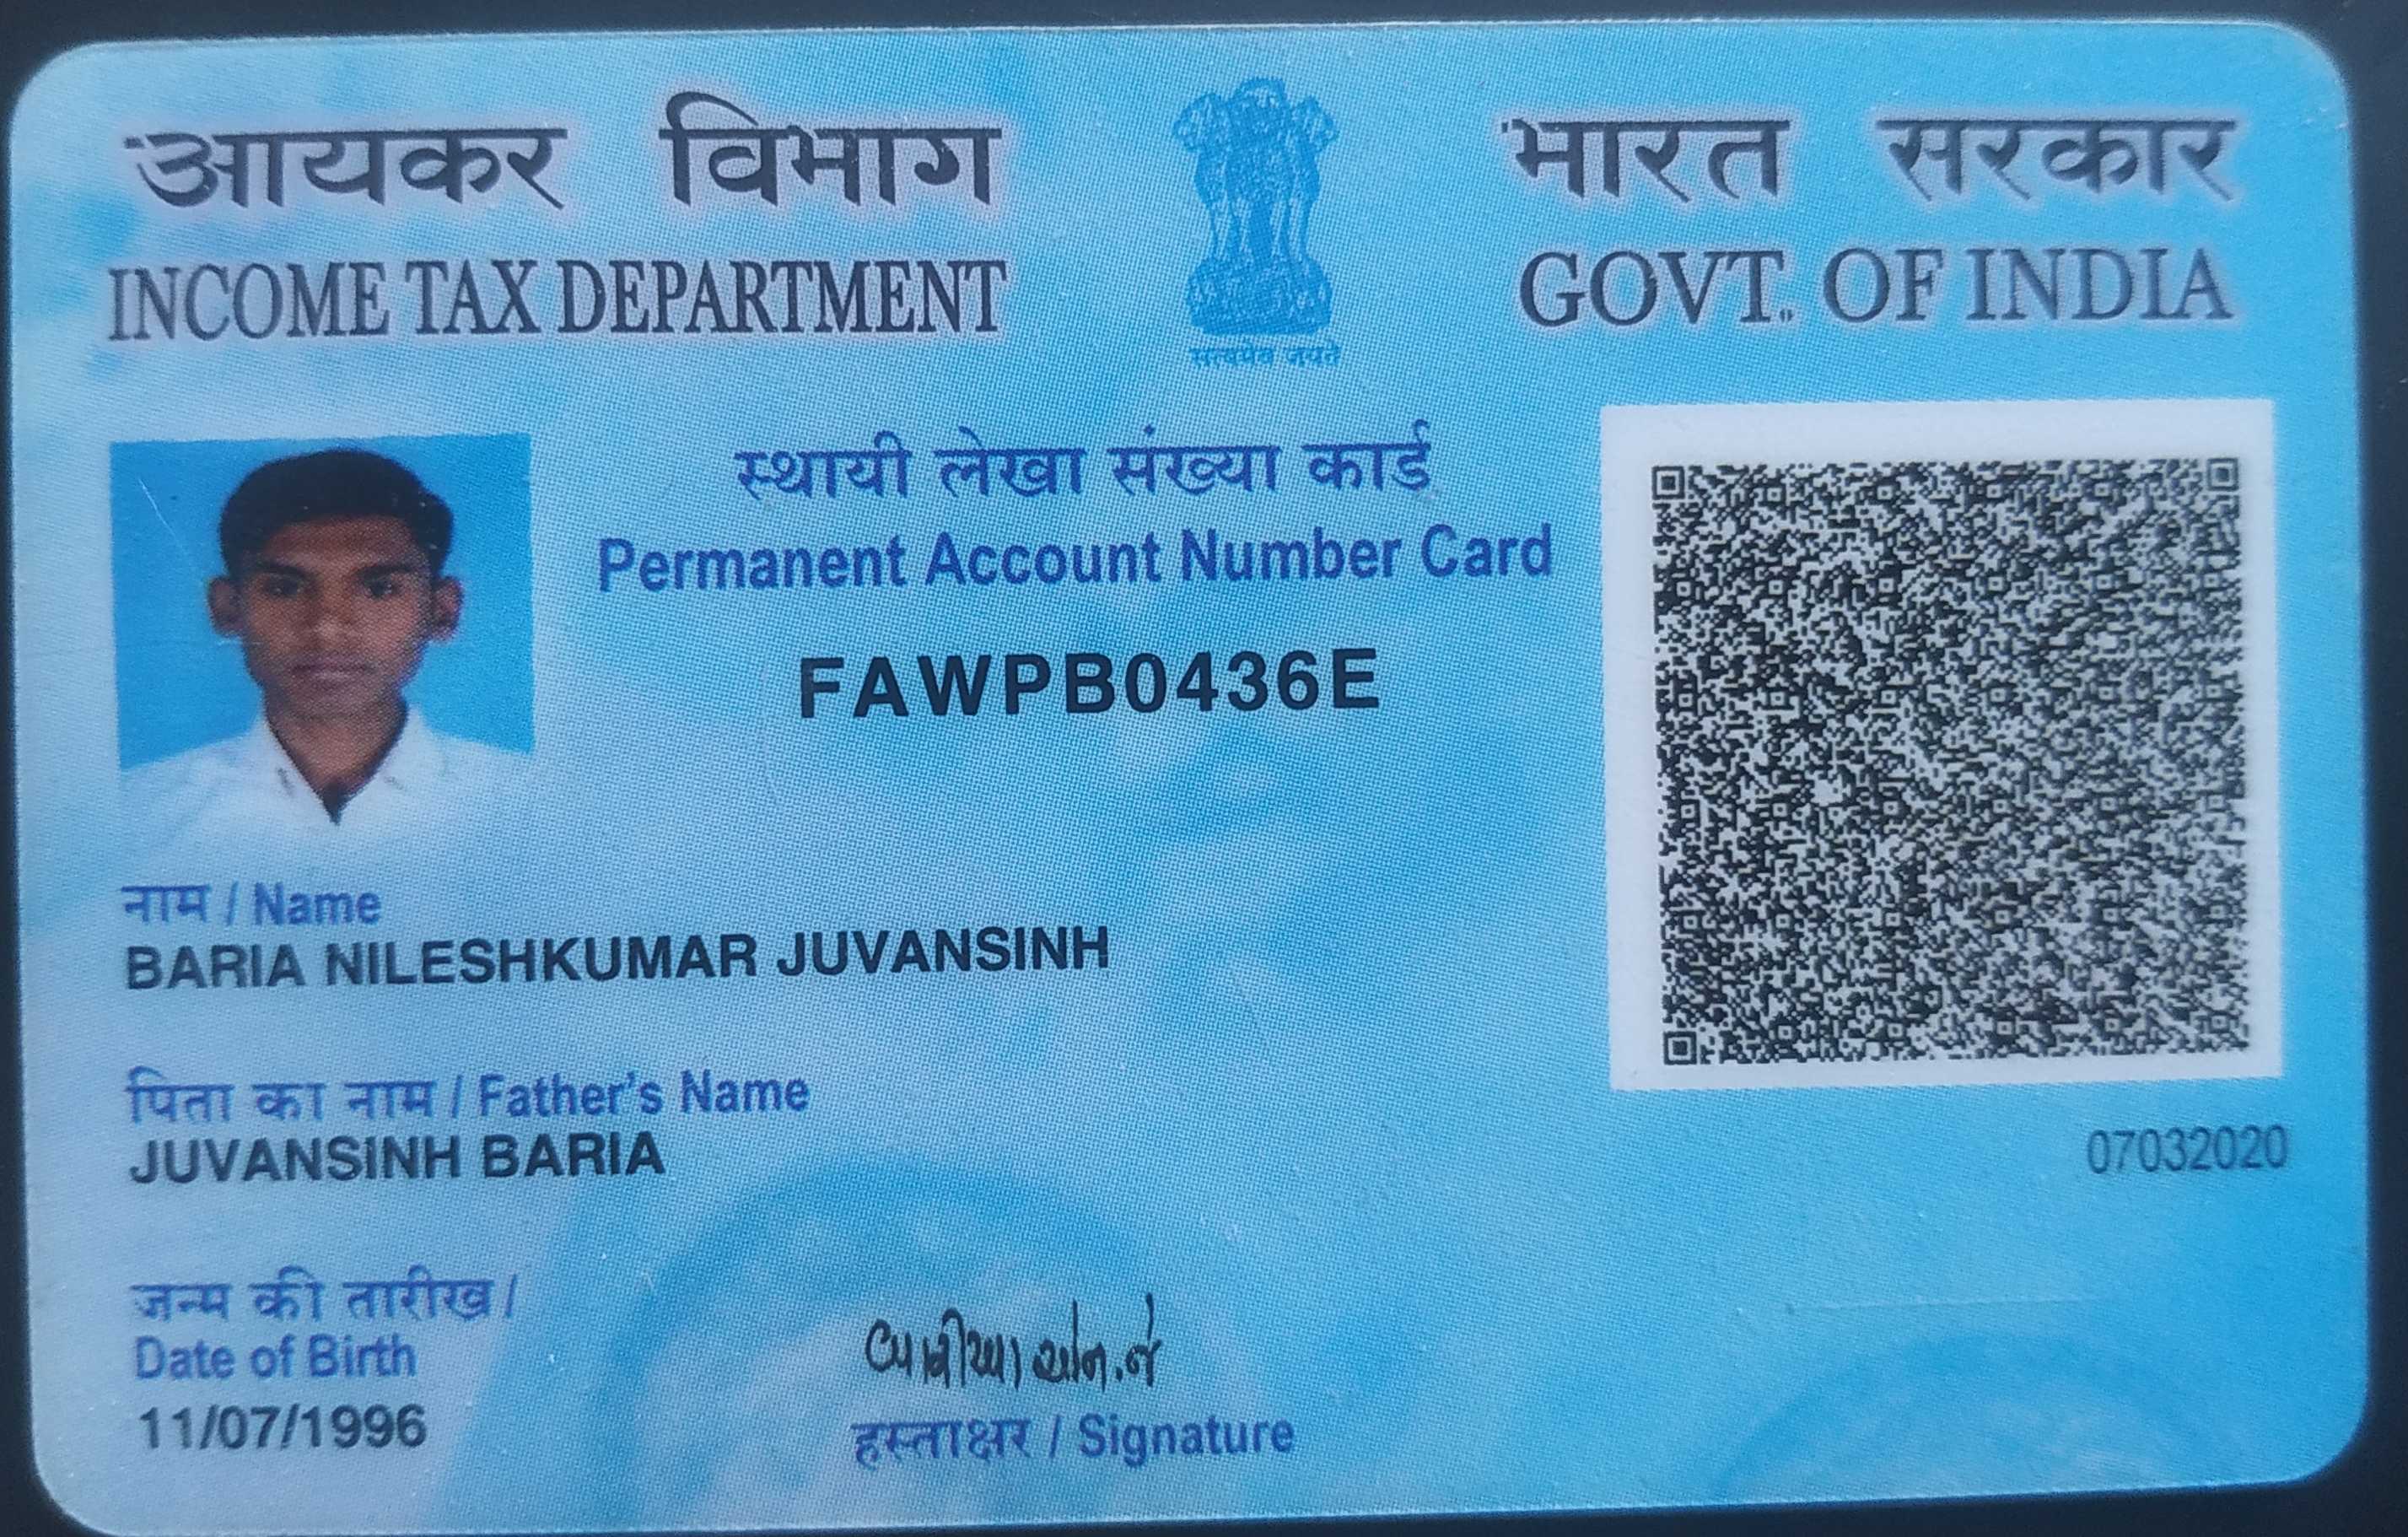 आयकर विभाग
INCOME TAX DEPARTMENT
सत्यमेव जयते
भारत सरकार
GOVT. OF INDIA
स्थायी लेखा संख्या कार्ड
Permanent Account Number Card
FAWPB0436E
नाम / Name
BARIA NILESHKUMAR JUVANSINH
पिता का नाम / Father's Name
JUVANSINH BARIA
07032020
जन्म की तारीख /
Date of Birth
11/07/1996
हस्ताक्षर / Signature